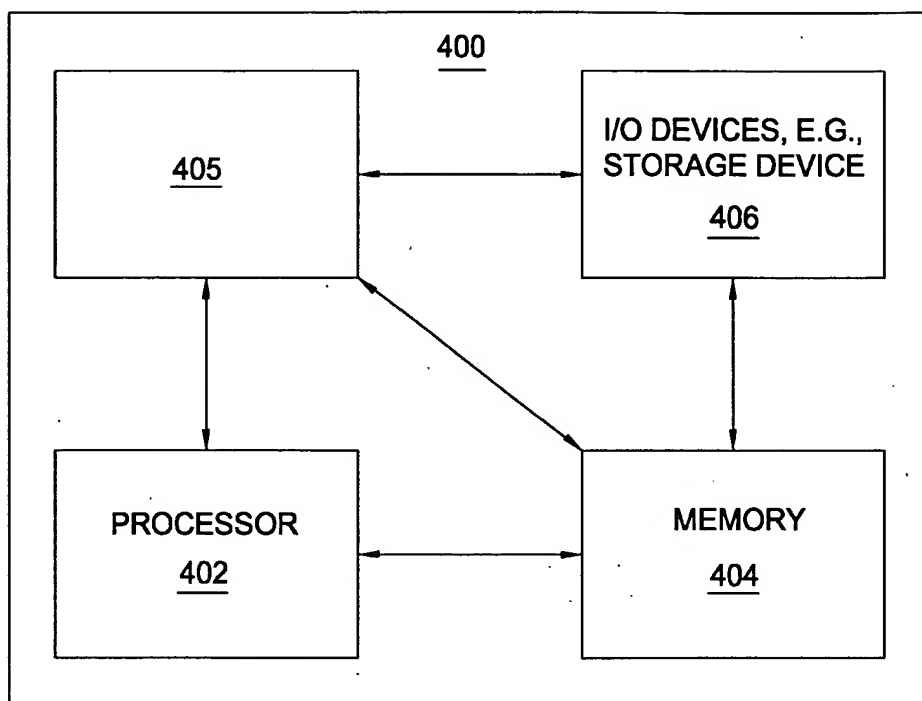 400
405
I/O DEVICES, E.G.,
STORAGE DEVICE
406
PROCESSOR
402
MEMORY
404